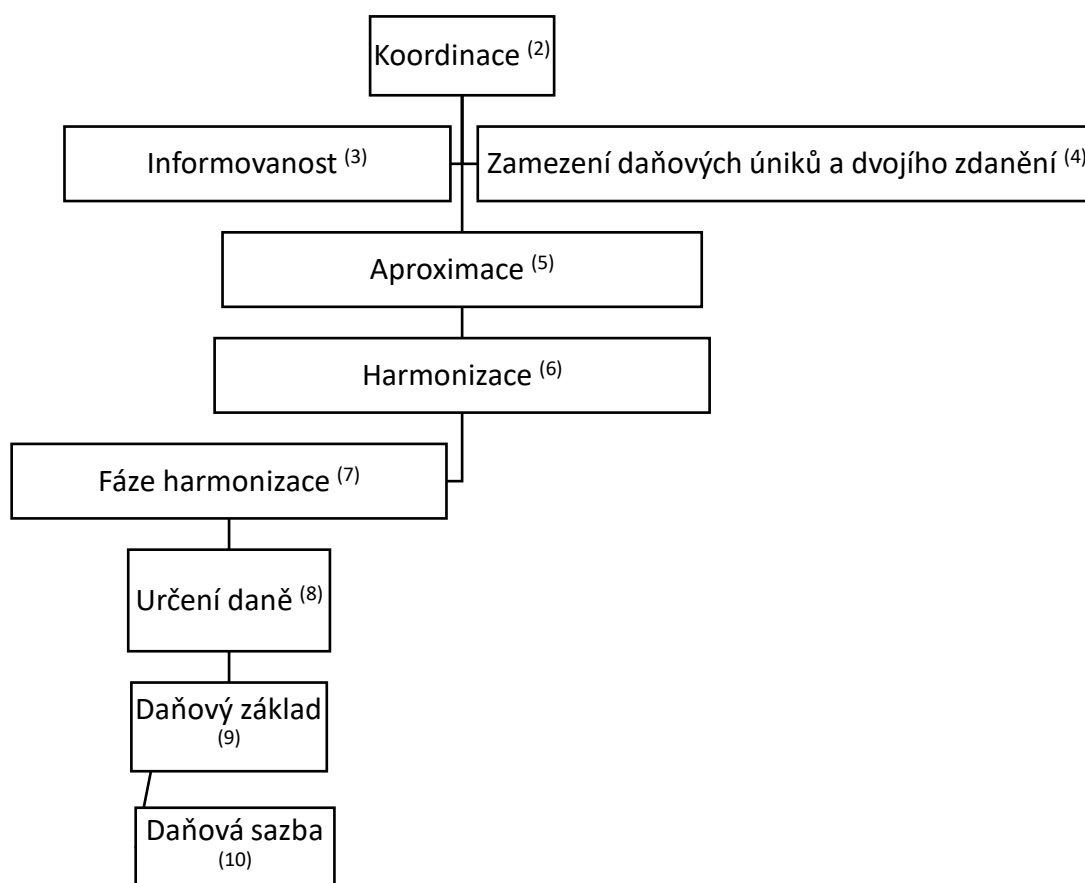 Koordinace (2)
Informovanost (3)
Zamezení daňových úniků a dvojího zdanění (4)
Aproximace (5)
Harmonizace (6)
Fáze harmonizace (7)
Určení daně (8)
Daňový základ
(9)
Daňová sazba
(10)